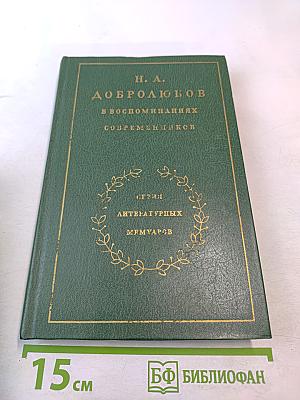 Н. А.
ДОБРОЛЮБОВ
В ВОСПОМИНАНИЯХ
СОВРЕМЕННИКОВ
СЕРИЯ
ЛИТЕРАТУРНЫХ
МЕМУАРОВ
15 см
БФ БИБЛИОФАН